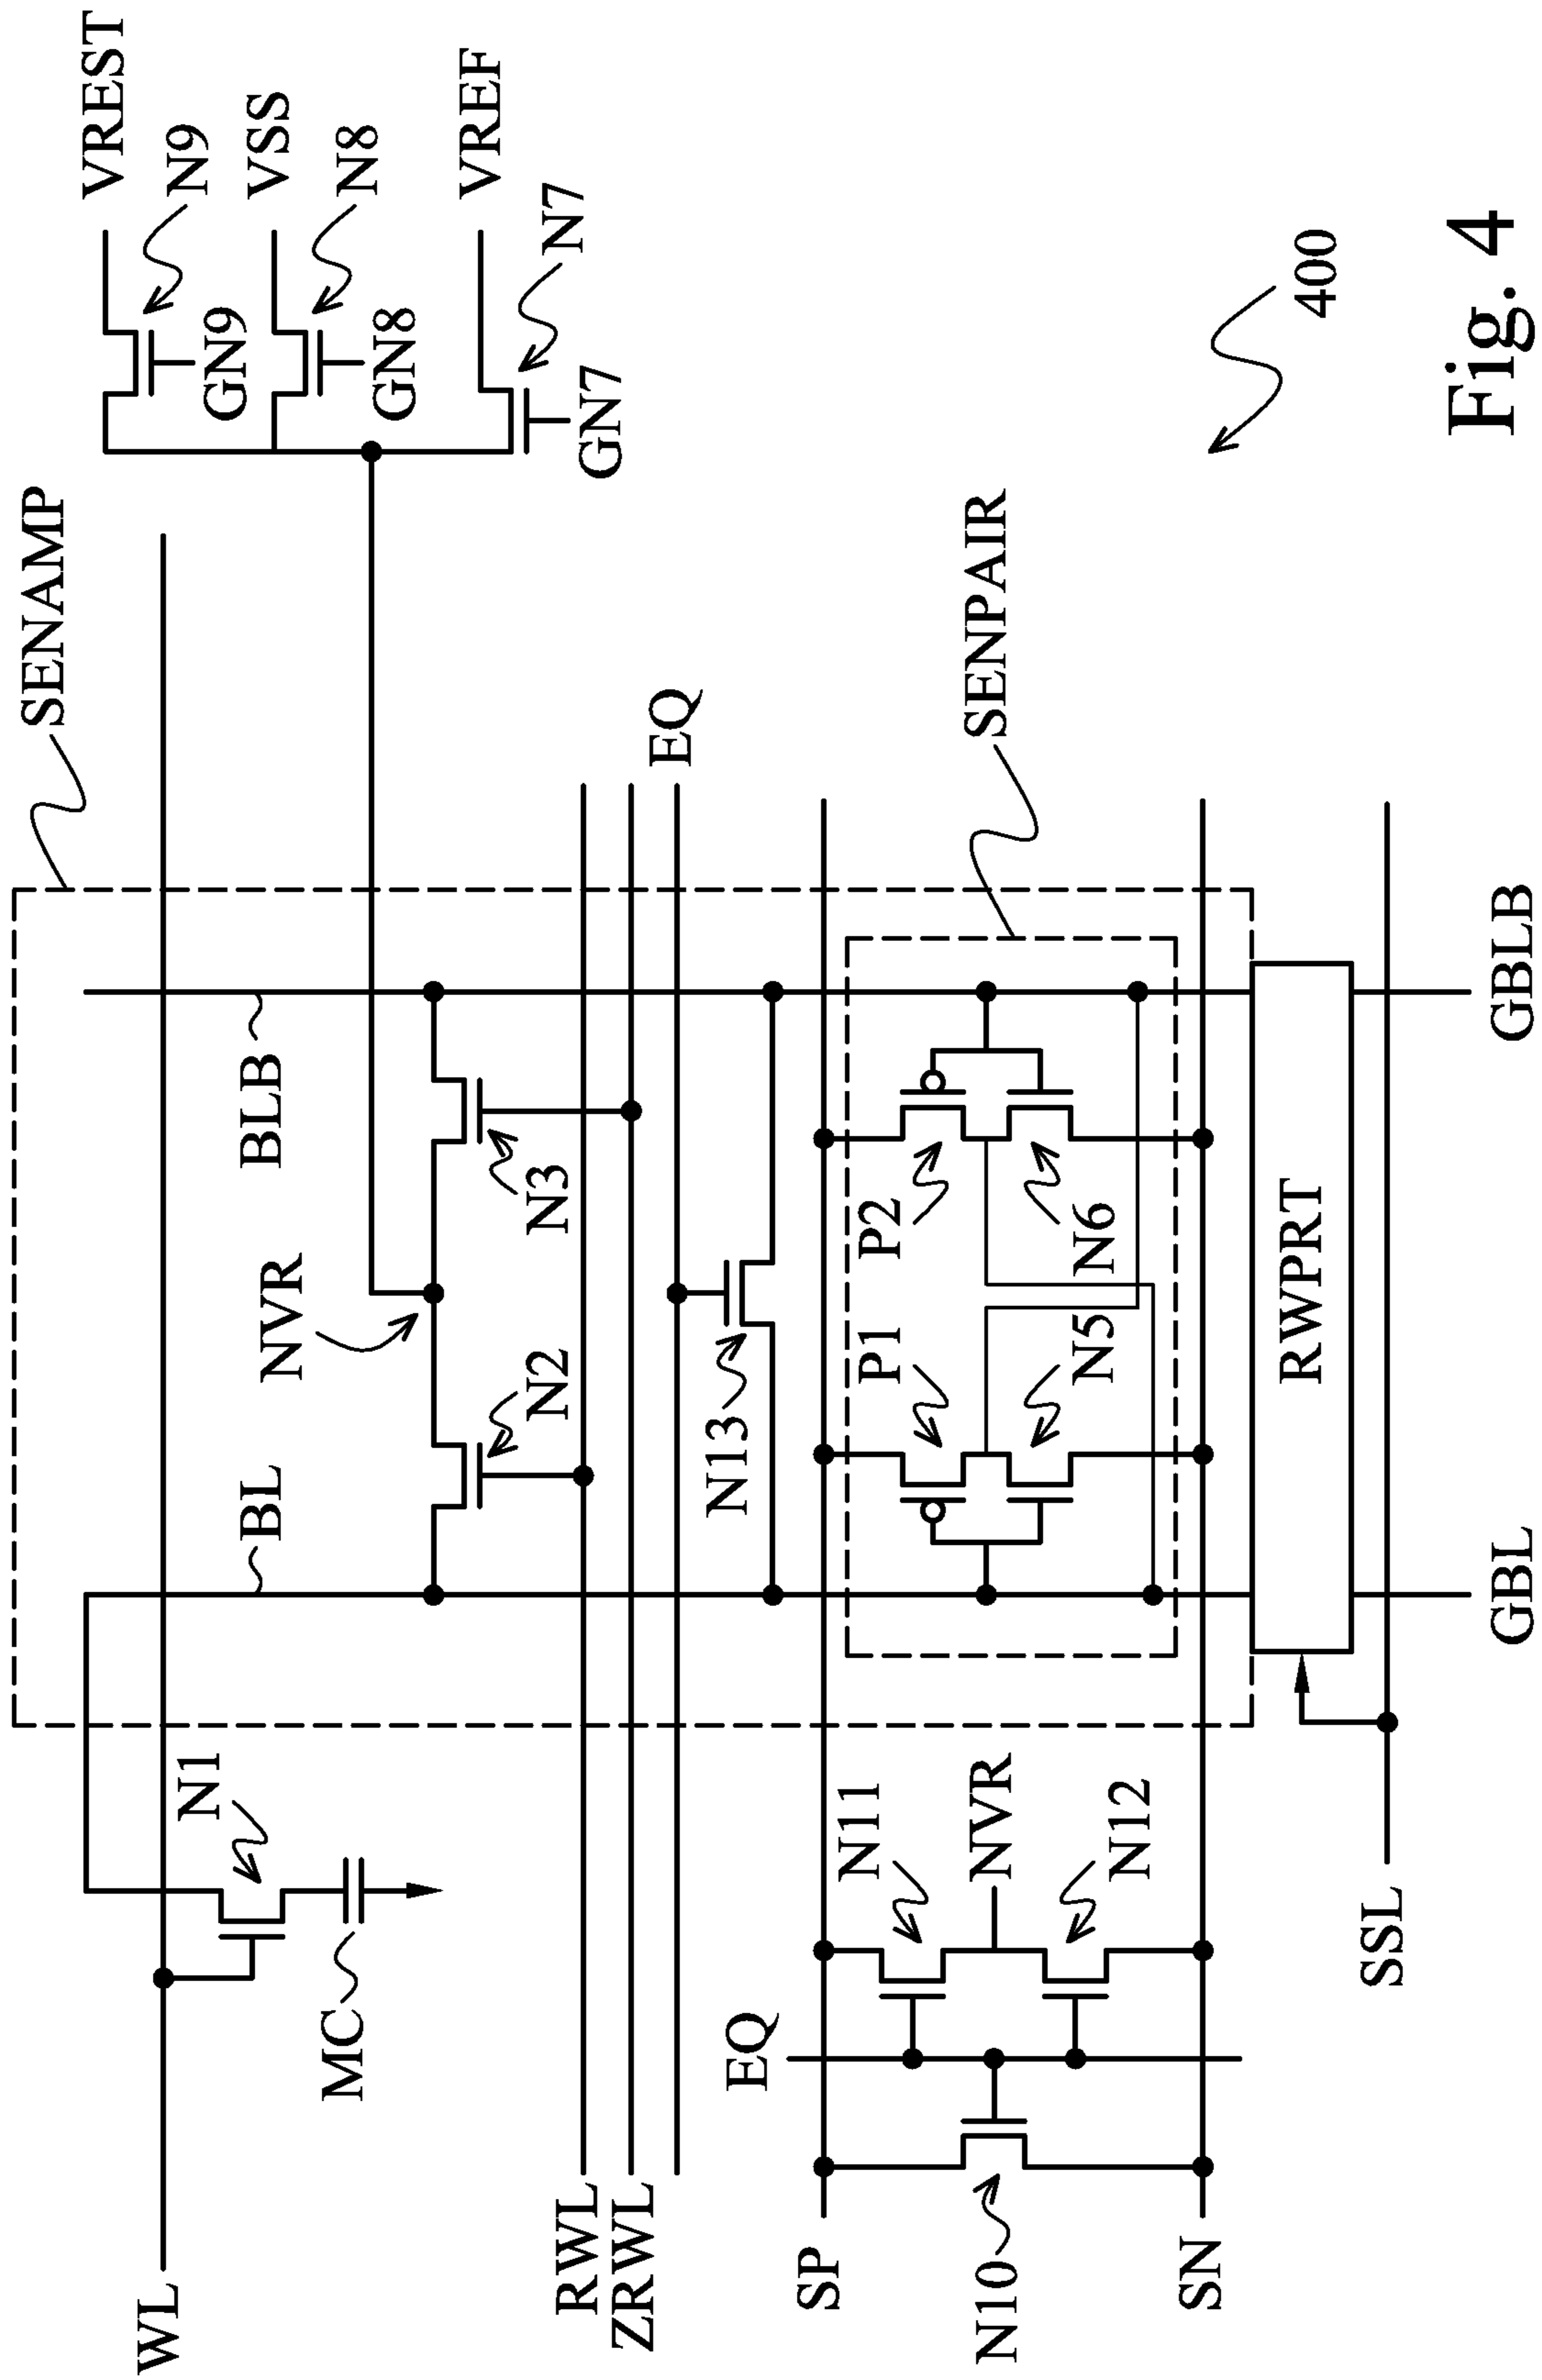 SENAMP
VREST
N9
GN9
VSS
N8
GN8
VREF
N7
GN7
WL
N1
MC
BL
BLB
NVR
N2
N3
RWL
ZRWL
EQ
N13
SENPAIR
SP
P1
P2
N5
N6
EQ
N11
NVR
N12
N10
SN
RWPRT
SSL
GBL
GBLB
400
Fig. 4